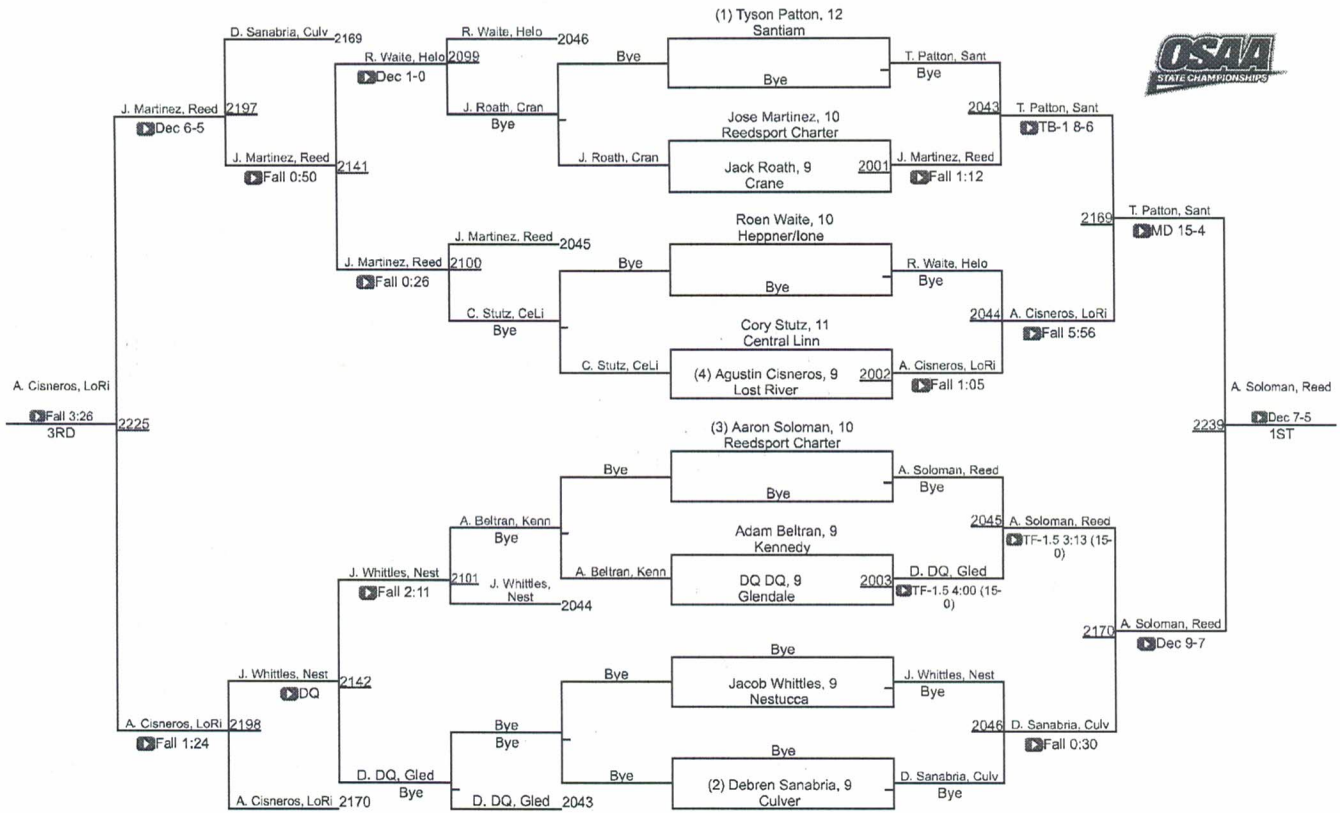 (1) Tyson Patton, 12
Santiam
Bye
Jose Martinez, 10
Reedsport Charter
Jack Roath, 9
Crane
2001
Roen Waite, 10
Heppner/Ione
Bye
Cory Stutz, 11
Central Linn
(4) Agustin Cisneros, 9
Lost River
2002
(3) Aaron Soloman, 10
Reedsport Charter
Bye
Adam Beltran, 9
Kennedy
DQ DQ, 9
Glendale
2003
Bye
Jacob Whittles, 9
Nestucca
Bye
(2) Debren Sanabria, 9
Culver
OSAA
STATE CHAMPIONSHIPS
T. Patton, Sant
Bye
2043
J. Martinez, Reed
Fall 1:12
R. Waite, Helo
Bye
2044
A. Cisneros, LoRi
Fall 1:05
A. Soloman, Reed
Bye
2045
D. DQ, Gled
TF-1.5 4:00 (15-
0)
J. Whittles, Nest
Bye
2046
D. Sanabria, Culv
Bye
T. Patton, Sant
TB-1 8-6
2169
A. Cisneros, LoRi
Fall 5:56
A. Soloman, Reed
TF-1.5 3:13 (15-
0)
2170
D. Sanabria, Culv
Fall 0:30
T. Patton, Sant
MD 15-4
2239
A. Soloman, Reed
Dec 9-7
A. Soloman, Reed
Dec 7-5
1ST
Bye
J. Roath, Cran
Bye
C. Stutz, CeLi
Bye
A. Beltran, Kenn
Bye
Bye
R. Waite, Helo
2046
J. Roath, Cran
Bye
J. Martinez, Reed
2045
C. Stutz, CeLi
Bye
A. Beltran, Kenn
Bye
J. Whittles,
Nest
2044
Bye
Bye
D. DQ, Gled
2043
R. Waite, Helo
2099
Dec 1-0
J. Martinez, Reed
2100
Fall 0:26
J. Whittles, Nest
2101
Fall 2:11
D. DQ, Gled
Bye
D. Sanabria, Culv
2169
J. Martinez, Reed
2141
Fall 0:50
J. Whittles, Nest
2142
DQ
A. Cisneros, LoRi
2170
J. Martinez, Reed
2197
Dec 6-5
A. Cisneros, LoRi
2198
Fall 1:24
A. Cisneros, LoRi
Fall 3:26
2225
3RD